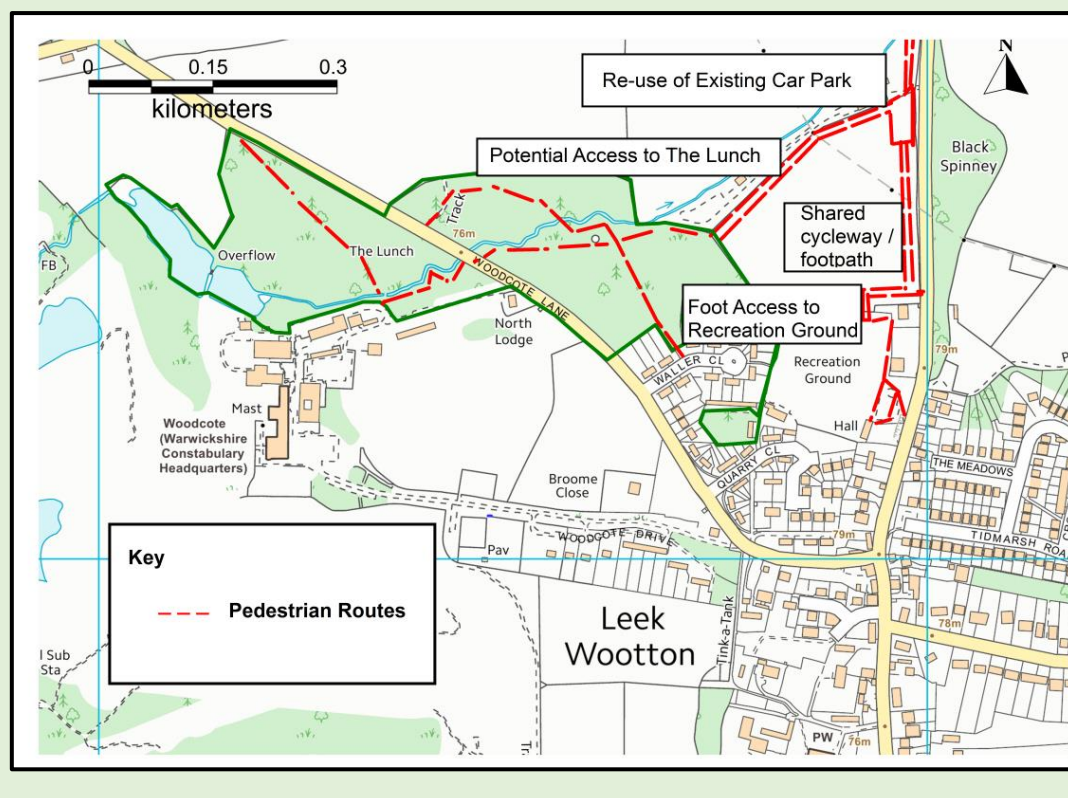 0 0.15 0.3
kilometers
Re-use of Existing Car Park
N
Potential Access to The Lunch
Black
Spinney
Shared
cycleway /
footpath
Track
76m
The Lunch
Overflow
FB
WOODCOTE LANE
Foot Access to
Recreation Ground
North
Lodge
79m
WALLER CL
Recreation
Ground
Mast
Woodcote
(Warwickshire
Constabulary
Headquarters)
Hall
QUARRY CL
THE MEADOWS
Broome
Close
WOODCOTE DRIVE
79m
TIDMARSH ROA
Pav
Key
Pedestrian Routes
Leek
Wootton
Tink-a-Tank
78m
l Sub
Sta
PW
76m